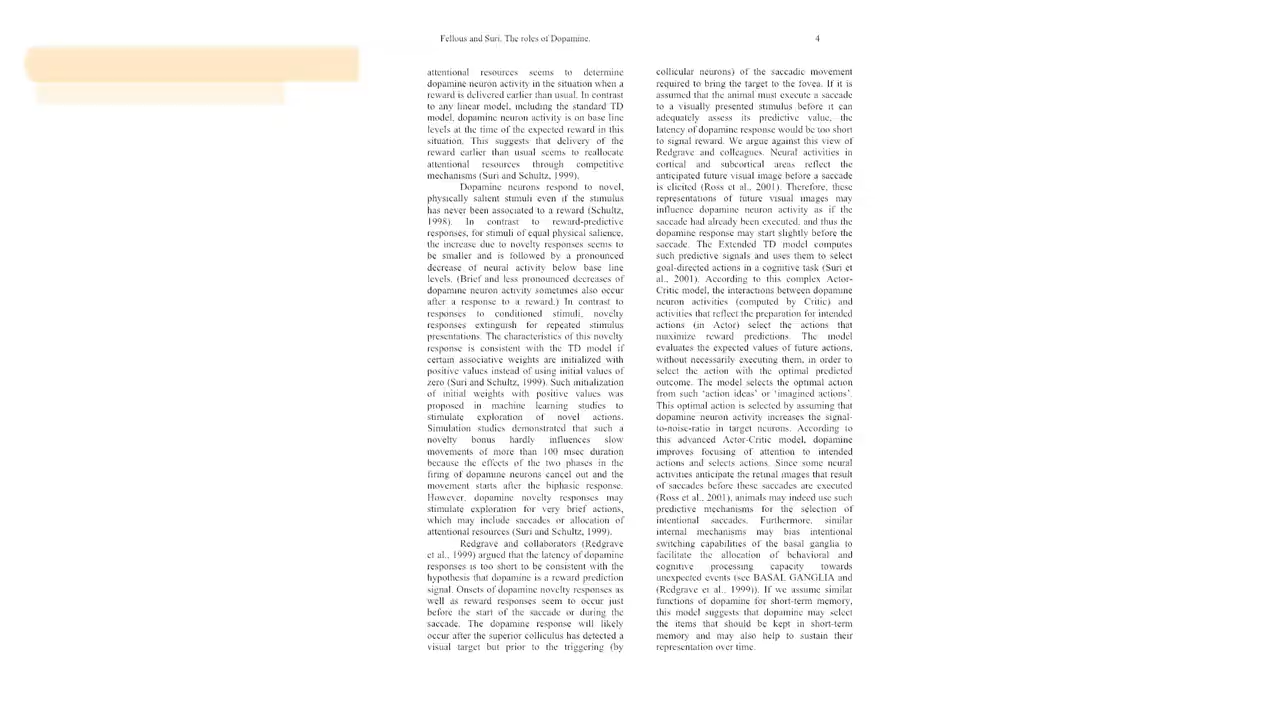 Fellous and Suri. The roles of Dopamine.
4
attentional resources seems to determine
dopamine neuron activity in the situation when a
reward is delivered earlier than usual. In contrast
to any linear model, including the standard TD
model, dopamine neuron activity is on base line
levels at the time of the expected reward in this
situation. This suggests that delivery of the
reward earlier than usual seems to reallocate
attentional resources through competitive
mechanisms (Suri and Schultz, 1999).
Dopamine neurons respond to novel,
physically salient stimuli even if the stimulus
has never been associated to a reward (Schultz,
1998). In contrast to reward-predictive
responses, for stimuli of equal physical salience,
the increase due to novelty responses seems to
be smaller and is followed by a pronounced
decrease of neural activity below base line
levels. (Brief and less pronounced decreases of
dopamine neuron activity sometimes also occur
after a response to a reward.) In contrast to
responses to conditioned stimuli, novelty
responses extinguish for repeated stimulus
presentations. The characteristics of this novelty
response is consistent with the TD model if
certain associative weights are initialized with
positive values instead of using initial values of
zero (Suri and Schultz, 1999). Such initialization
of initial weights with positive values was
proposed in machine learning studies to
stimulate exploration of novel actions.
Simulation studies demonstrated that such a
novelty bonus hardly influences slow
movements of more than 100 msec duration
because the effects of the two phases in the
firing of dopamine neurons cancel out and the
movement starts after the biphasic response.
However, dopamine novelty responses may
stimulate exploration for very brief actions,
which may include saccades or allocation of
attentional resources (Suri and Schultz, 1999).
Redgrave and collaborators (Redgrave
et al., 1999) argued that the latency of dopamine
responses is too short to be consistent with the
hypothesis that dopamine is a reward prediction
signal. Onsets of dopamine novelty responses as
well as reward responses seem to occur just
before the start of the saccade or during the
saccade. The dopamine response will likely
occur after the superior colliculus has detected a
visual target but prior to the triggering (by
collicular neurons) of the saccadic movement
required to bring the target to the fovea. If it is
assumed that the animal must execute a saccade
to a visually presented stimulus before it can
adequately assess its predictive value, the
latency of dopamine response would be too short
to signal reward. We argue against this view of
Redgrave and colleagues. Neural activities in
cortical and subcortical areas reflect the
anticipated future visual image before a saccade
is elicited (Ross et al., 2001). Therefore, these
representations of future visual images may
influence dopamine neuron activity as if the
saccade had already been executed, and thus the
dopamine response may start slightly before the
saccade. The Extended TD model computes
such predictive signals and uses them to select
goal-directed actions in a cognitive task (Suri et
al., 2001). According to this complex Actor-
Critic model, the interactions between dopamine
neuron activities (computed by Critic) and
activities that reflect the preparation for intended
actions (in Actor) select the actions that
maximize reward predictions. The model
evaluates the expected values of future actions,
without necessarily executing them, in order to
select the action with the optimal predicted
outcome. The model selects the optimal action
from such ‘action ideas’ or ‘imagined actions’.
This optimal action is selected by assuming that
dopamine neuron activity increases the signal-
to-noise-ratio in target neurons. According to
this advanced Actor-Critic model, dopamine
improves focusing of attention to intended
actions and selects actions. Since some neural
activities anticipate the retinal images that result
of saccades before these saccades are executed
(Ross et al., 2001), animals may indeed use such
predictive mechanisms for the selection of
intentional saccades. Furthermore, similar
internal mechanisms may bias intentional
switching capabilities of the basal ganglia to
facilitate the allocation of behavioral and
cognitive processing capacity towards
unexpected events (see BASAL GANGLIA and
(Redgrave et al., 1999)). If we assume similar
functions of dopamine for short-term memory,
this model suggests that dopamine may select
the items that should be kept in short-term
memory and may also help to sustain their
representation over time.